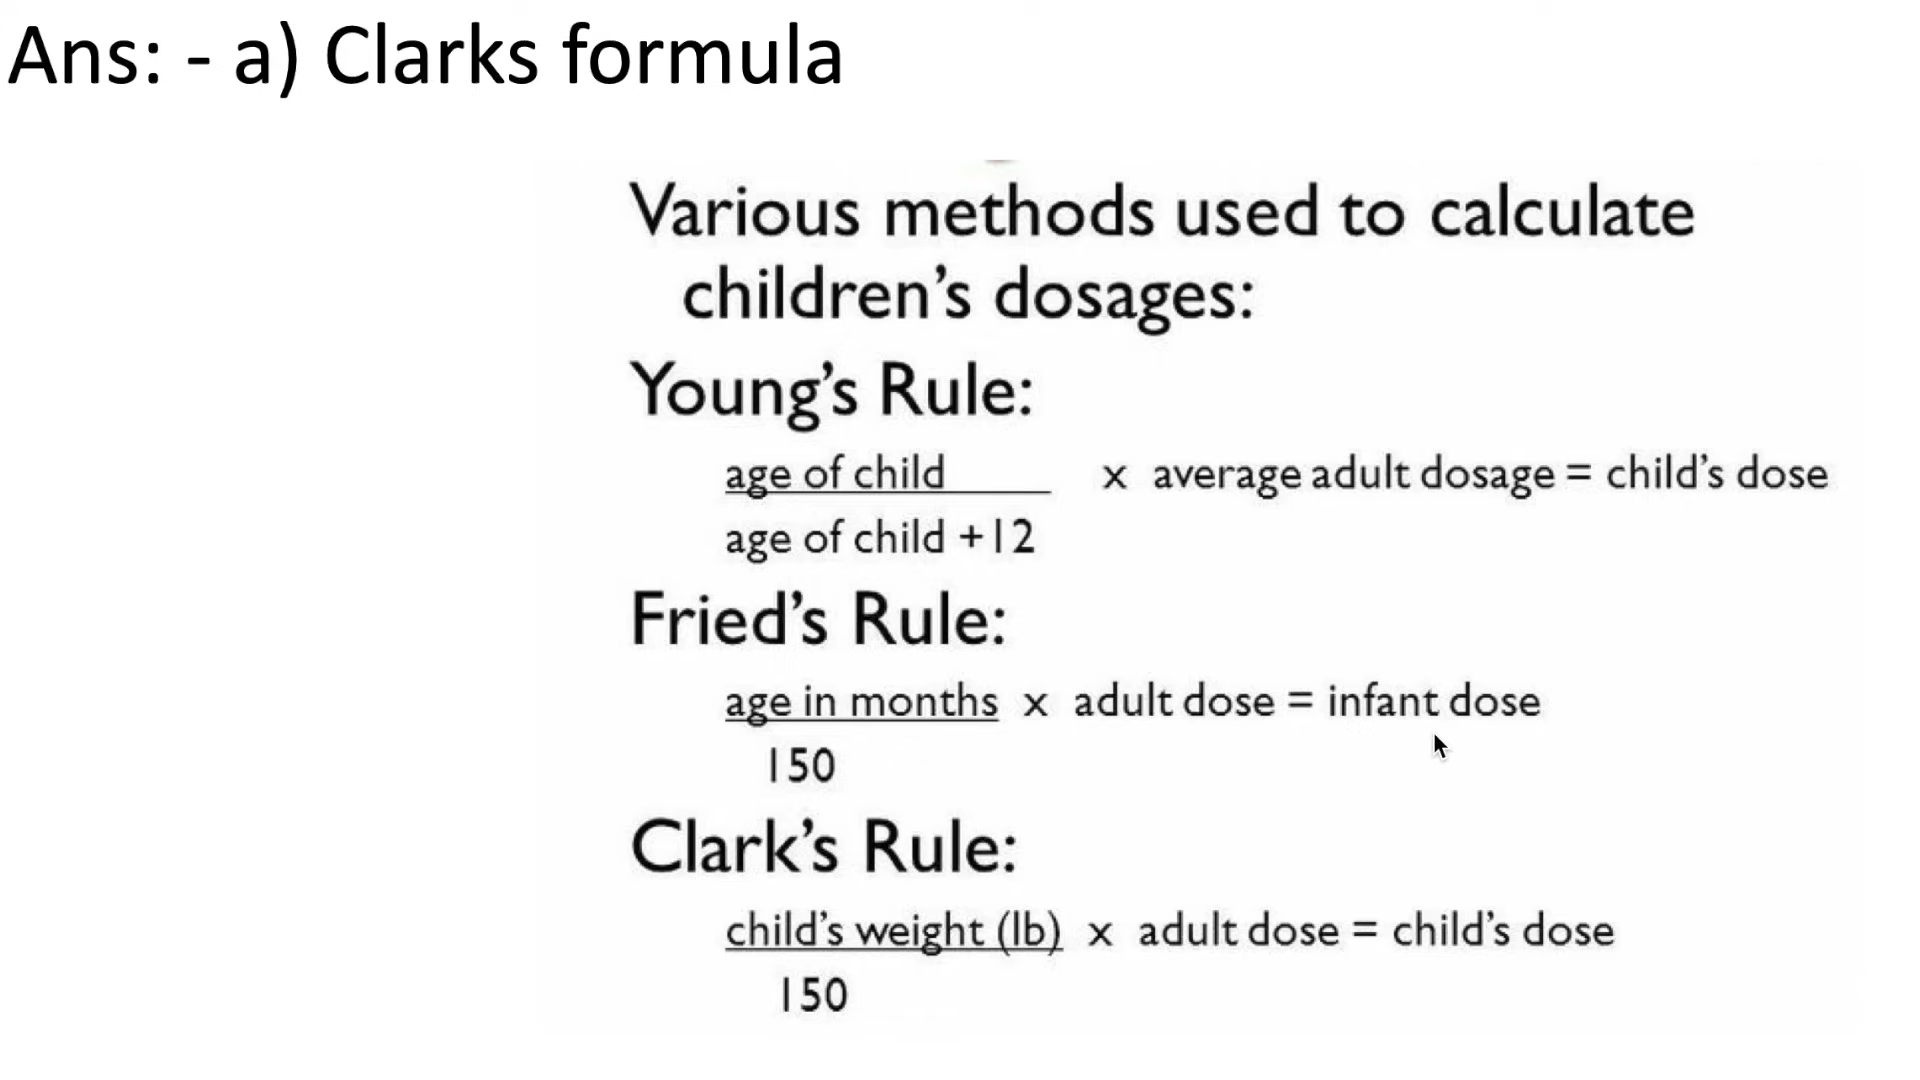 Ans: - a) Clarks formula
Various methods used to calculate
children’s dosages:
Young’s Rule:
age of child x average adult dosage = child’s dose
age of child +12
Fried’s Rule:
age in months x adult dose = infant dose
150
Clark’s Rule:
child’s weight (lb) x adult dose = child’s dose
150